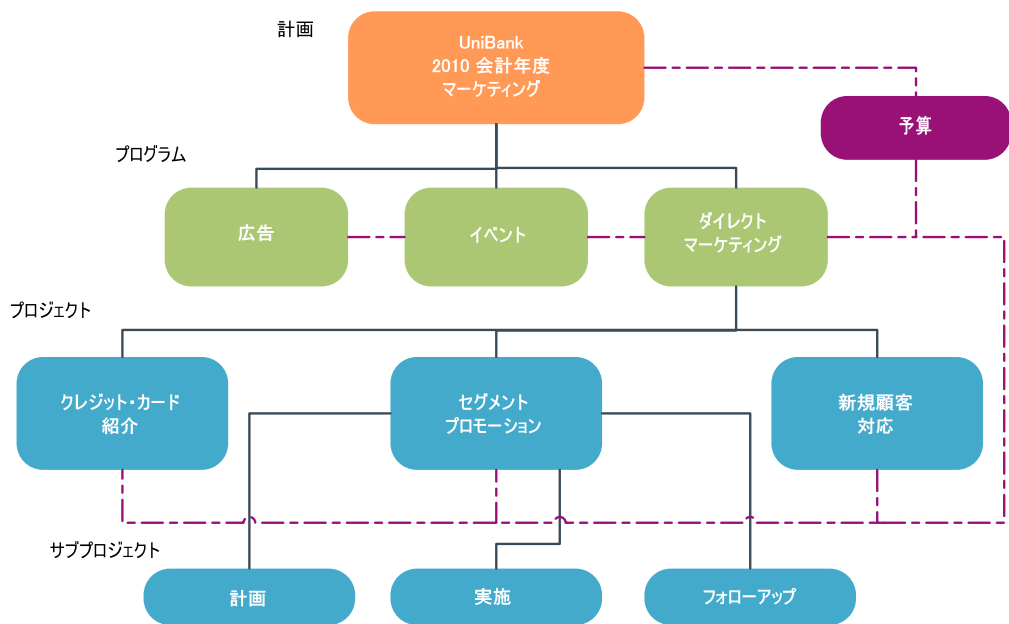 計画
UniBank
2010 会計年度
マーケティング
予算
プログラム
広告
イベント
ダイレクト
マーケティング
プロジェクト
クレジット・カード
紹介
セグメント
プロモーション
新規顧客
対応
サブプロジェクト
計画
実施
フォローアップ